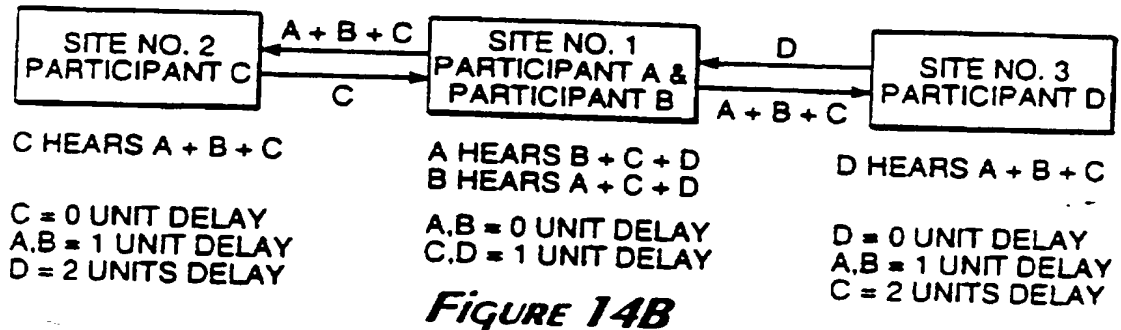 SITE NO. 2
PARTICIPANT C
A + B + C
C
SITE NO. 1
PARTICIPANT A &
PARTICIPANT B
D
A + B + C
SITE NO. 3
PARTICIPANT D
C HEARS A + B + C
A HEARS B + C + D
B HEARS A + C + D
D HEARS A + B + C
C = 0 UNIT DELAY
A,B = 1 UNIT DELAY
D = 2 UNITS DELAY
A,B = 0 UNIT DELAY
C,D = 1 UNIT DELAY
D = 0 UNIT DELAY
A,B = 1 UNIT DELAY
C = 2 UNITS DELAY
FIGURE 14B